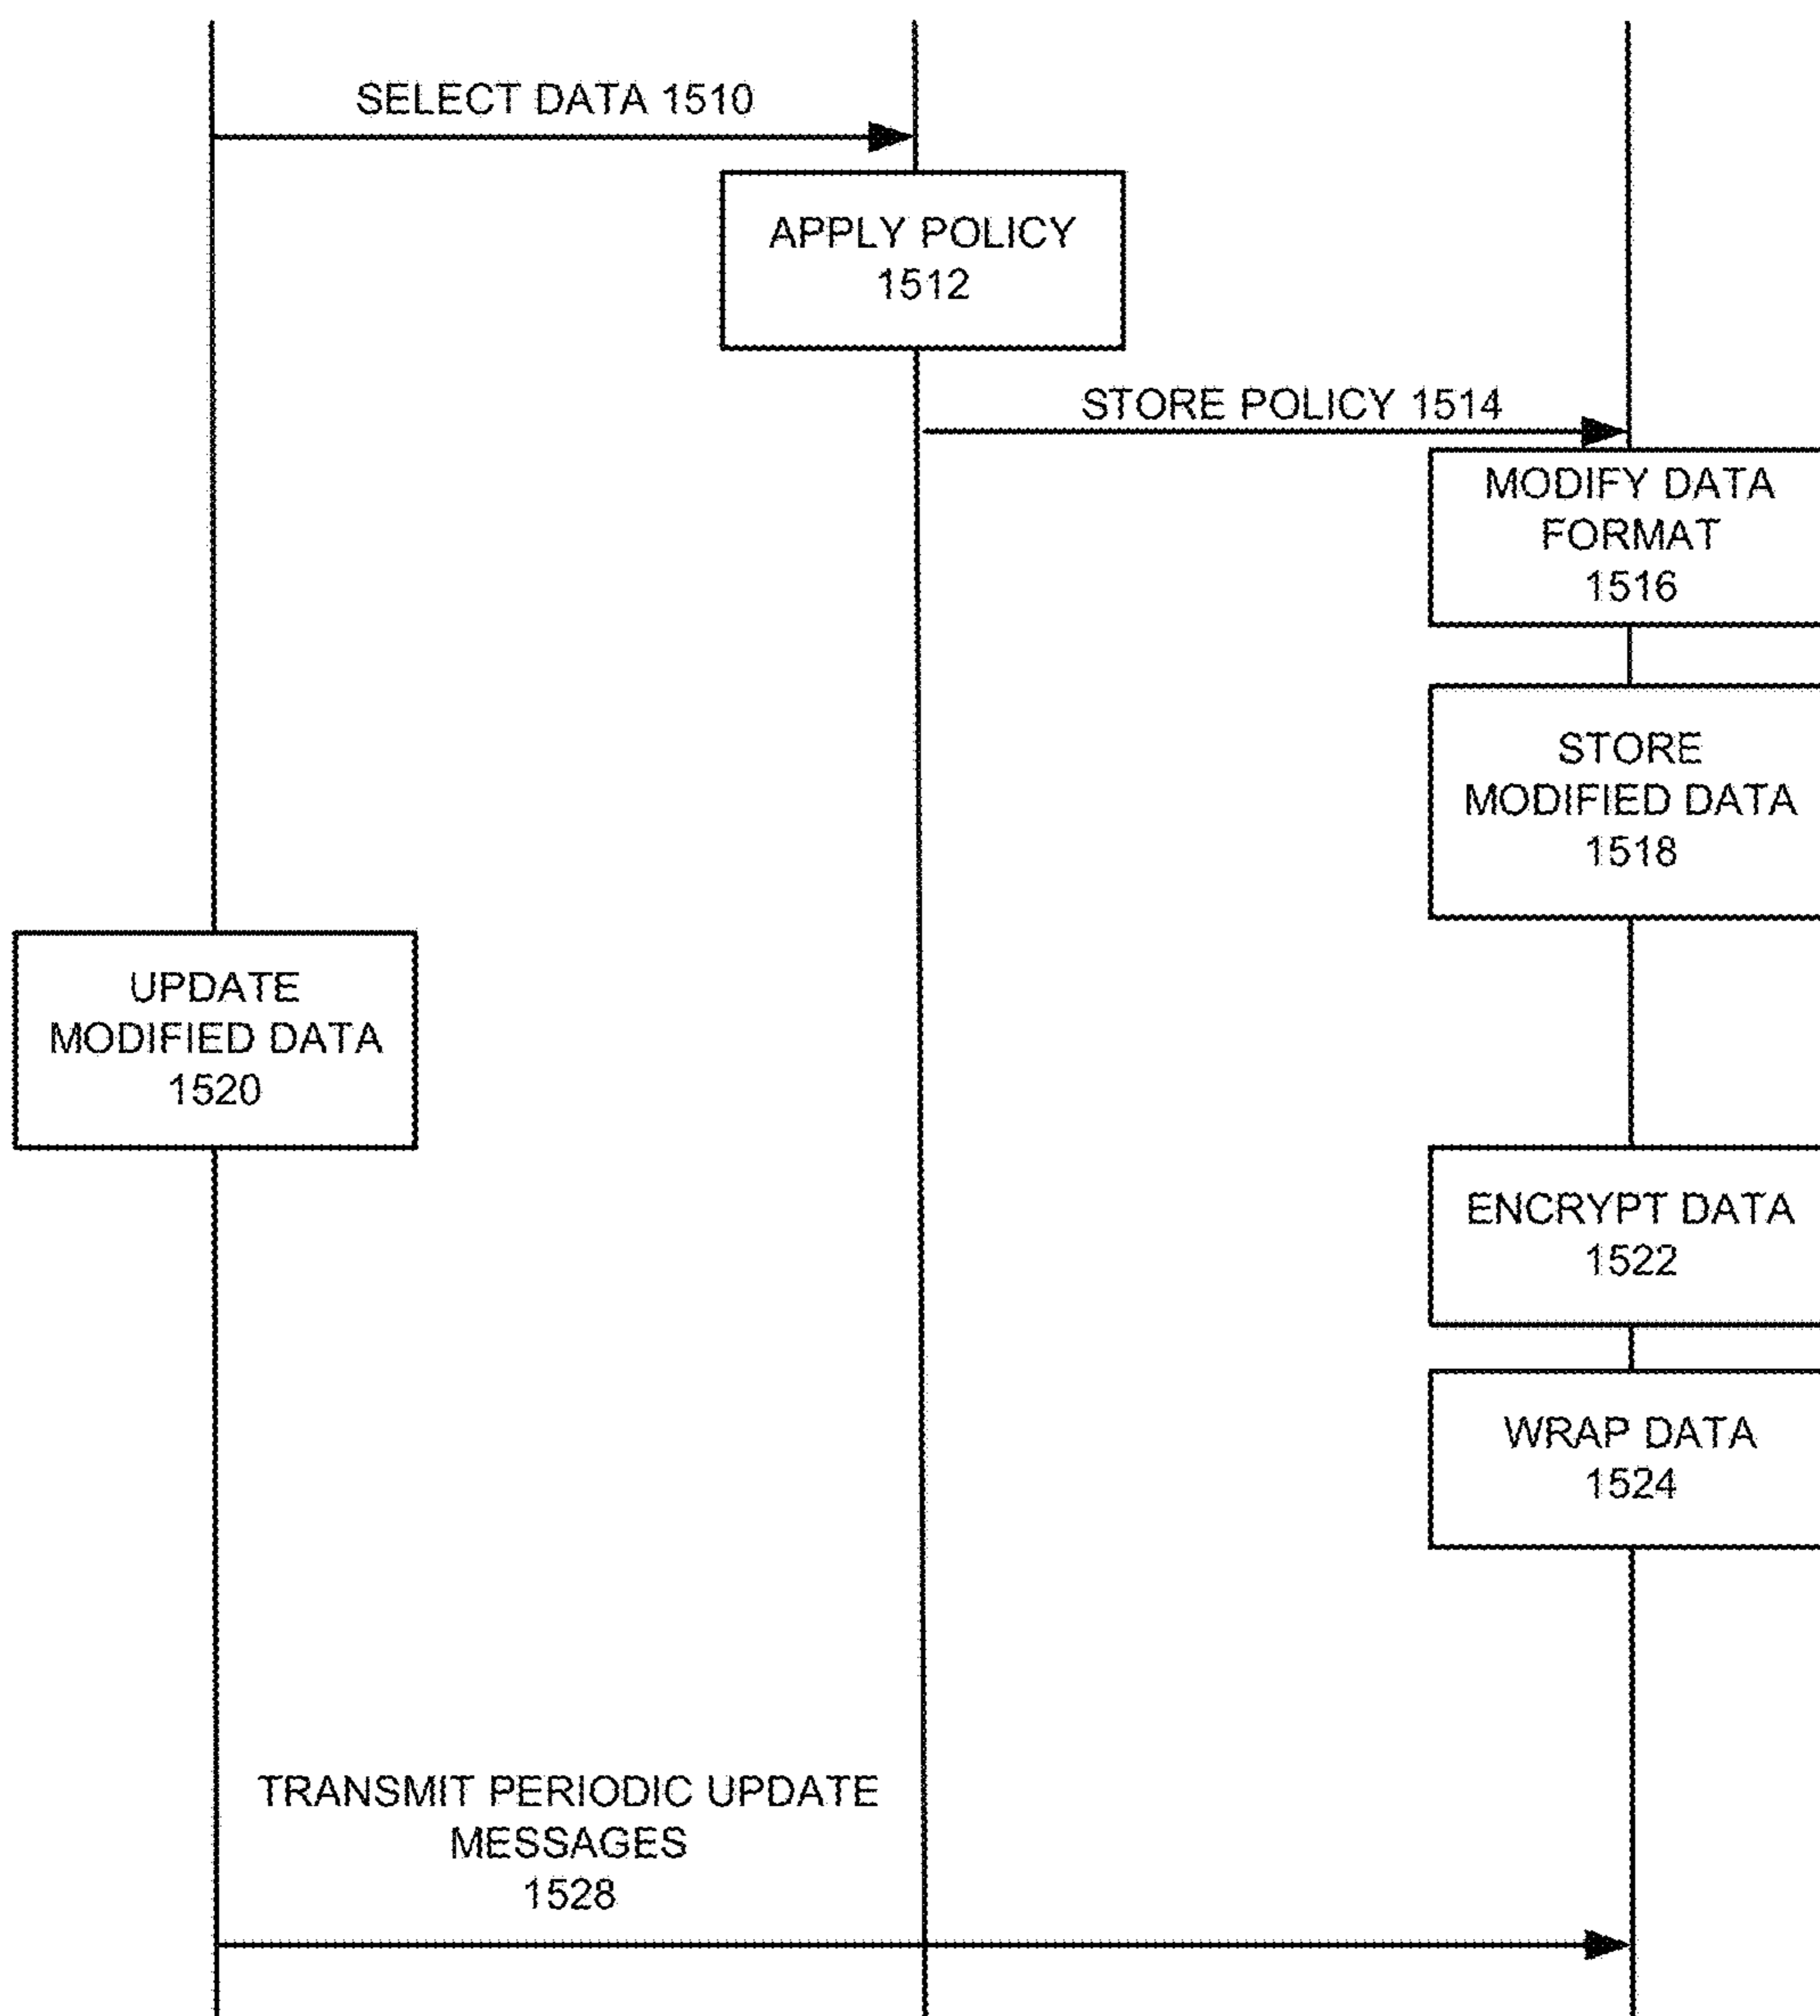 SELECT DATA 1510
APPLY POLICY
1512
STORE POLICY 1514
MODIFY DATA
FORMAT
1516
STORE
MODIFIED DATA
1518
UPDATE
MODIFIED DATA
1520
ENCRYPT DATA
1522
WRAP DATA
1524
TRANSMIT PERIODIC UPDATE
MESSAGES
1528